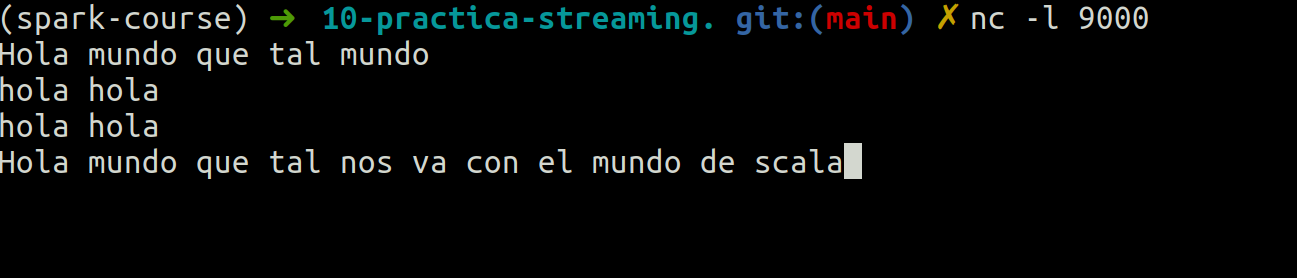 (spark-course) ➜ 10-practica-streaming. git:(main) ✗ nc -l 9000
Hola mundo que tal mundo
hola hola
hola hola
Hola mundo que tal nos va con el mundo de scala